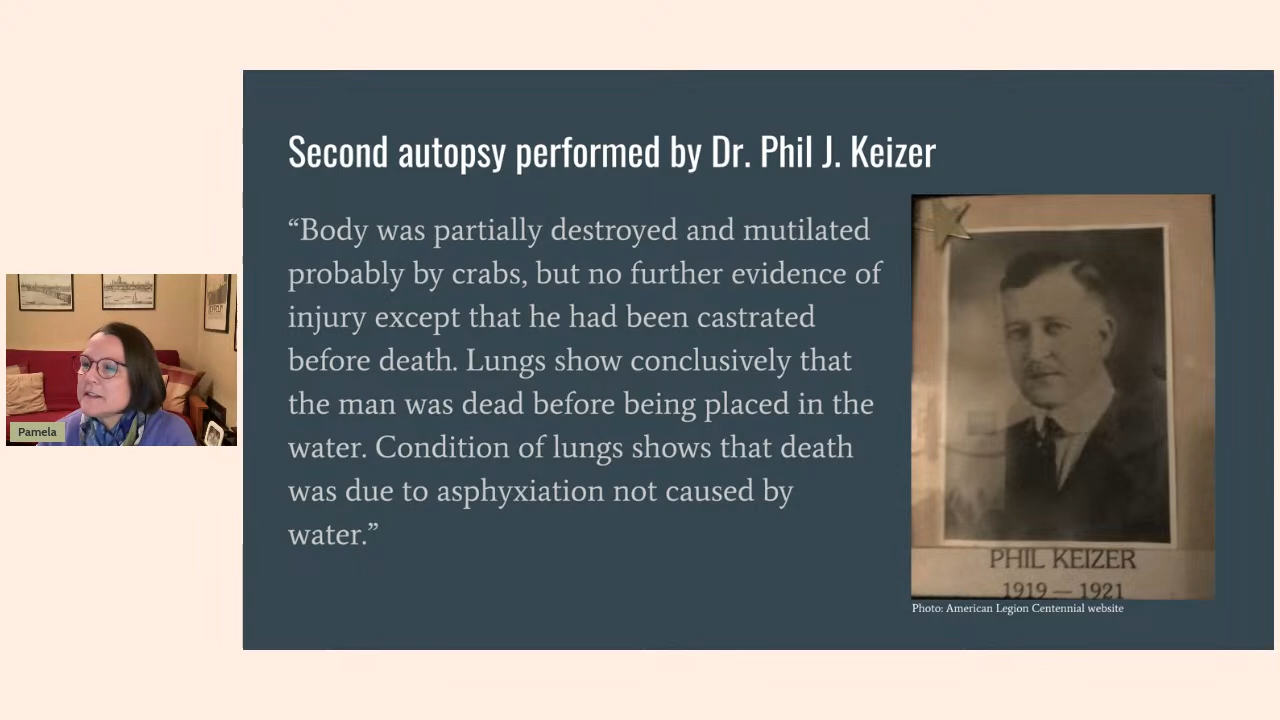 Second autopsy performed by Dr. Phil J. Keizer
“Body was partially destroyed and mutilated
probably by crabs, but no further evidence of
injury except that he had been castrated
before death. Lungs show conclusively that
the man was dead before being placed in the
water. Condition of lungs shows that death
was due to asphyxiation not caused by
water.”
PHIL KEIZER
1919 — 1921
Photo: American Legion Centennial website
Pamela